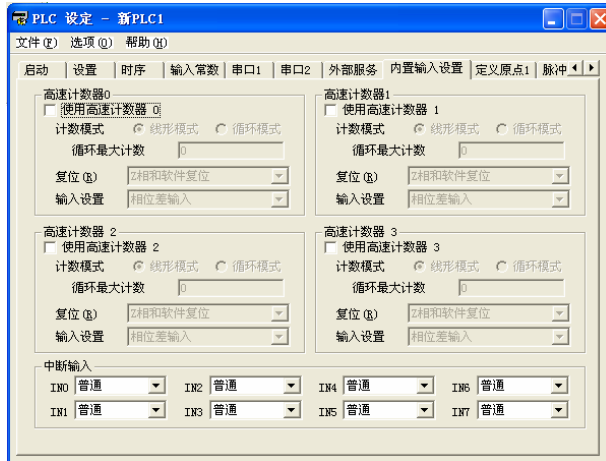 PLC 设定 - 新PLC1
文件(F) 选项(O) 帮助(H)
启动 设置 时序 输入常数 串口1 串口2 外部服务 内置输入设置 定义原点1 脉冲
高速计数器0 高速计数器1
使用高速计数器 0 使用高速计数器 1
计数模式 线形模式 循环模式 计数模式 线形模式 循环模式
循环最大计数 0 循环最大计数 0
复位(R) Z相和软件复位 复位(R) Z相和软件复位
输入设置 相位差输入 输入设置 相位差输入
高速计数器 2 高速计数器 3
使用高速计数器 2 使用高速计数器 3
计数模式 线形模式 循环模式 计数模式 线形模式 循环模式
循环最大计数 0 循环最大计数 0
复位(R) Z相和软件复位 复位(R) Z相和软件复位
输入设置 相位差输入 输入设置 相位差输入
中断输入
IN0 普通 IN2 普通 IN4 普通 IN6 普通
IN1 普通 IN3 普通 IN5 普通 IN7 普通